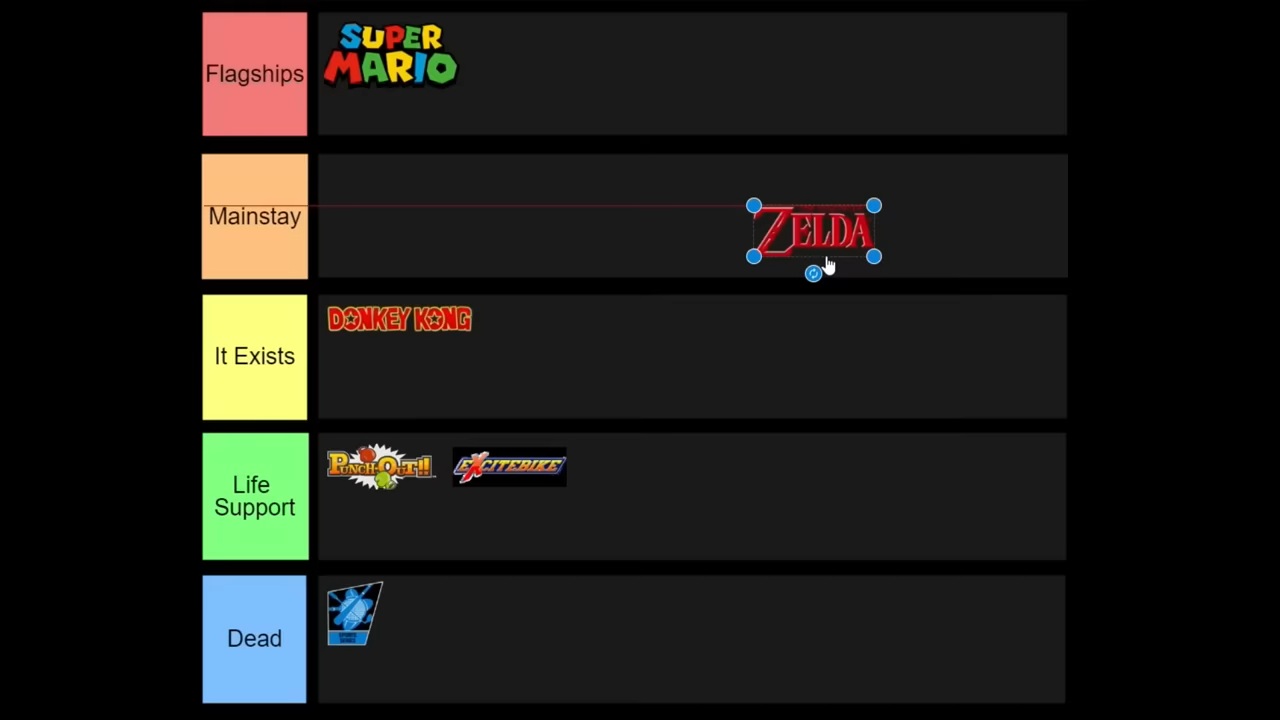 Flagships
SUPER
MARIO
Mainstay
ZELDA
It Exists
DONKEY KONG
Life
Support
PUNCH-OUT!!
EXCITEBIKE
Dead